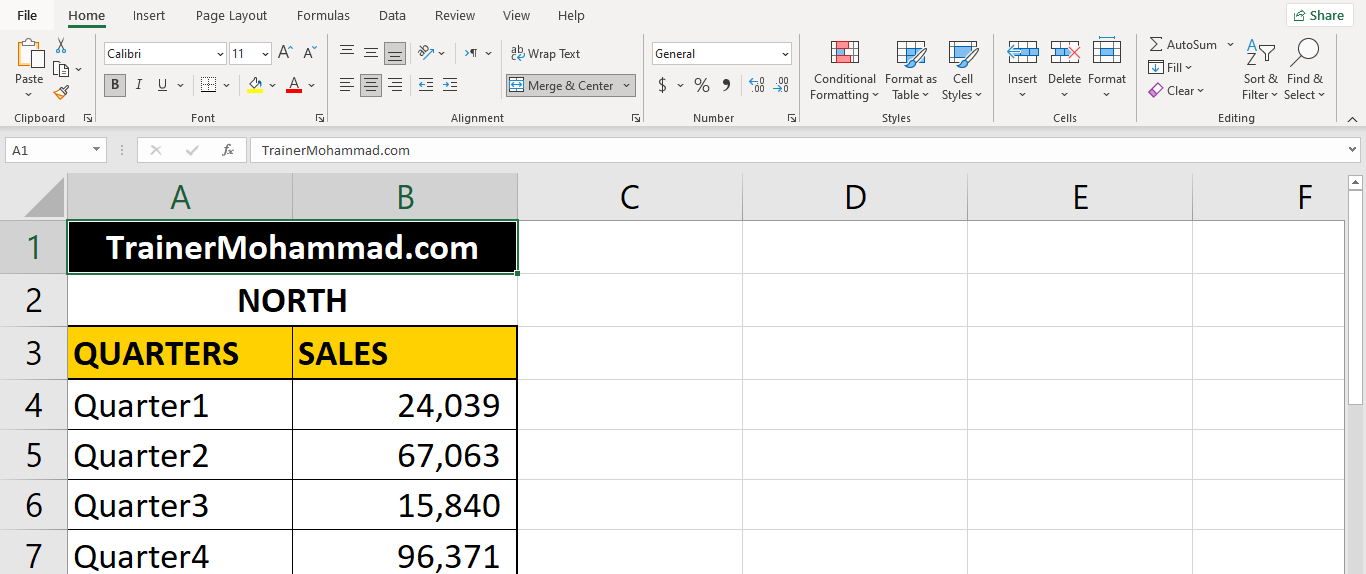 File Home Insert Page Layout Formulas Data Review View Help Share
Calibri 11 A^ A˅ ab Wrap Text General AutoSum
Paste Conditional Format as Cell Insert Delete Format Fill Sort & Find &
B I U A Merge & Center $ % , Formatting Table Styles Clear Filter Select
Clipboard Font Alignment Number Styles Cells Editing
A1 fx TrainerMohammad.com
A B C D E F
1 TrainerMohammad.com
2 NORTH
3 QUARTERS SALES
4 Quarter1 24,039
5 Quarter2 67,063
6 Quarter3 15,840
7 Quarter4 96,371